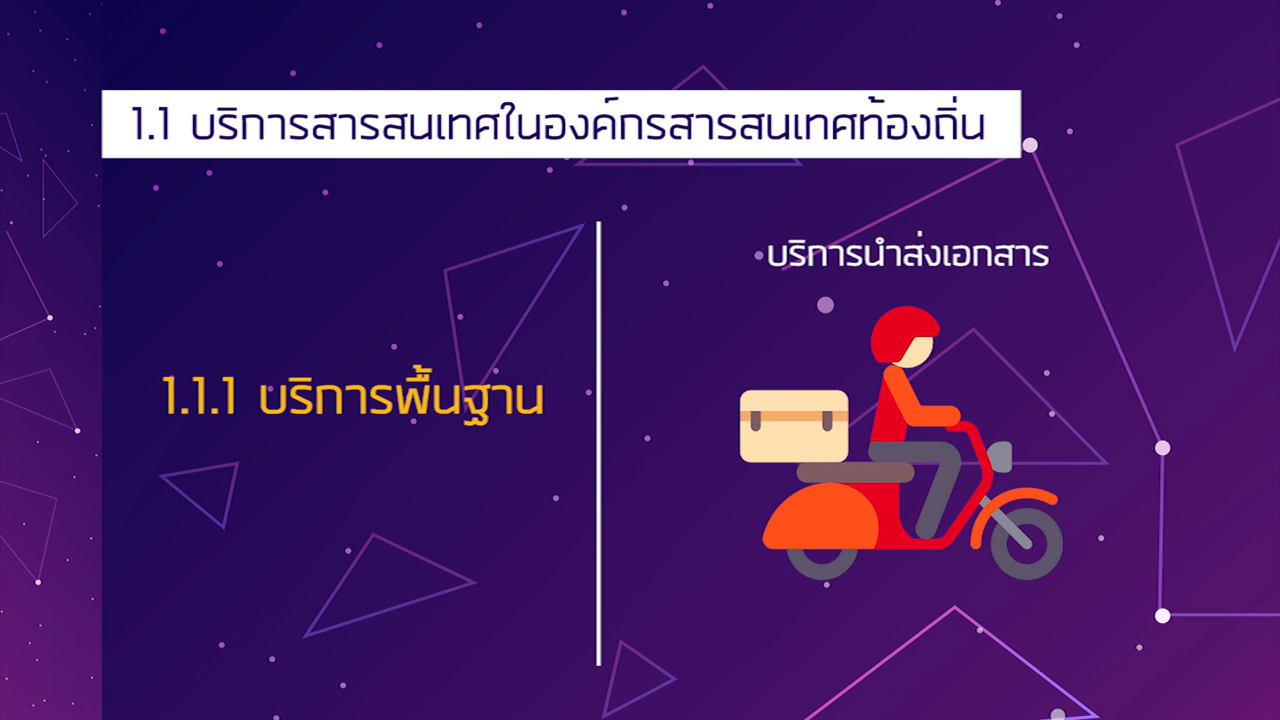 1.1 บริการสารสนเทศในองค์กรสารสนเทศท้องถิ่น
1.1.1 บริการพื้นฐาน
บริการนำส่งเอกสาร